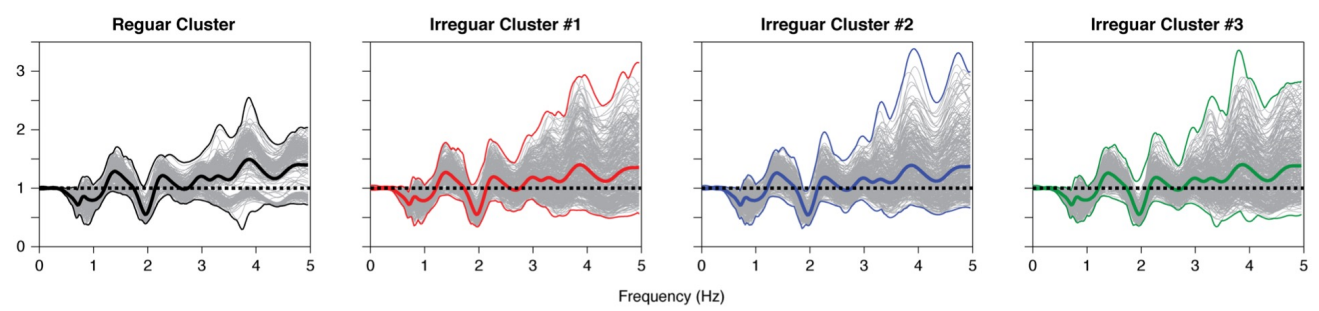 Reguar Cluster
Irreguar Cluster #1
Irreguar Cluster #2
Irreguar Cluster #3
3
2
1
0
0 1 2 3 4 5
0 1 2 3 4 5
0 1 2 3 4 5
0 1 2 3 4 5
Frequency (Hz)